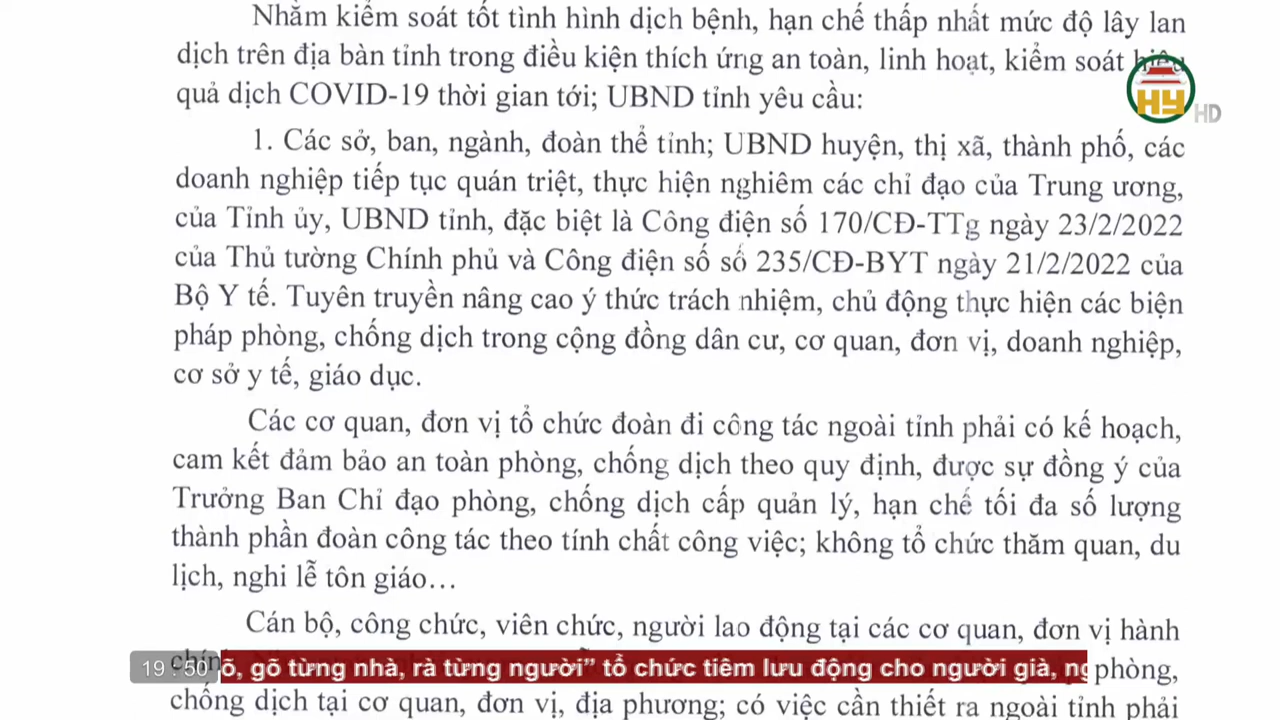 Nhằm kiểm soát tốt tình hình dịch bệnh, hạn chế thấp nhất mức độ lây lan
dịch trên địa bàn tỉnh trong điều kiện thích ứng an toàn, linh hoạt, kiểm soát hiệu
quả dịch COVID-19 thời gian tới; UBND tỉnh yêu cầu:
HY HD
1. Các sở, ban, ngành, đoàn thể tỉnh; UBND huyện, thị xã, thành phố, các
doanh nghiệp tiếp tục quán triệt, thực hiện nghiêm các chỉ đạo của Trung ương,
của Tỉnh ủy, UBND tỉnh, đặc biệt là Công điện số 170/CĐ-TTg ngày 23/2/2022
của Thủ tường Chính phủ và Công điện số số 235/CĐ-BYT ngày 21/2/2022 của
Bộ Y tế. Tuyên truyền nâng cao ý thức trách nhiệm, chủ động thực hiện các biện
pháp phòng, chống dịch trong cộng đồng dân cư, cơ quan, đơn vị, doanh nghiệp,
cơ sở y tế, giáo dục.
Các cơ quan, đơn vị tổ chức đoàn đi công tác ngoài tỉnh phải có kế hoạch,
cam kết đảm bảo an toàn phòng, chống dịch theo quy định, được sự đồng ý của
Trưởng Ban Chỉ đạo phòng, chống dịch cấp quản lý, hạn chế tối đa số lượng
thành phần đoàn công tác theo tính chất công việc; không tổ chức thăm quan, du
lịch, nghi lễ tôn giáo…
Cán bộ, công chức, viên chức, người lao động tại các cơ quan, đơn vị hành
phòng,
19:50 õ, gõ từng nhà, rà từng người” tổ chức tiêm lưu động cho người già,
chống dịch tại cơ quan, đơn vị, địa phương; có việc cần thiết ra ngoài tỉnh phải